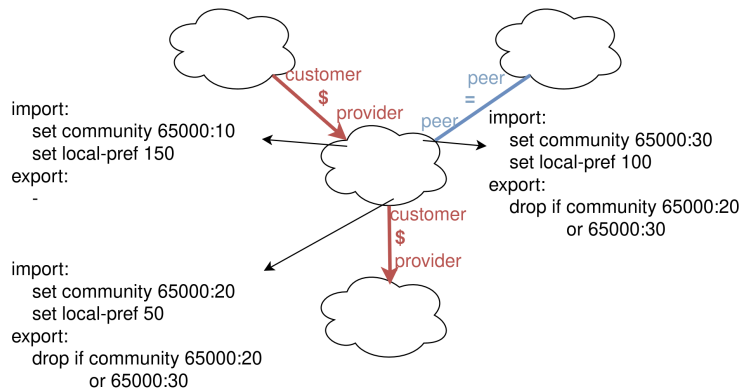 customer
$
provider
peer
=
peer
import:
set community 65000:10
set local-pref 150
export:
-
import:
set community 65000:30
set local-pref 100
export:
drop if community 65000:20
or 65000:30
customer
$
provider
import:
set community 65000:20
set local-pref 50
export:
drop if community 65000:20
or 65000:30